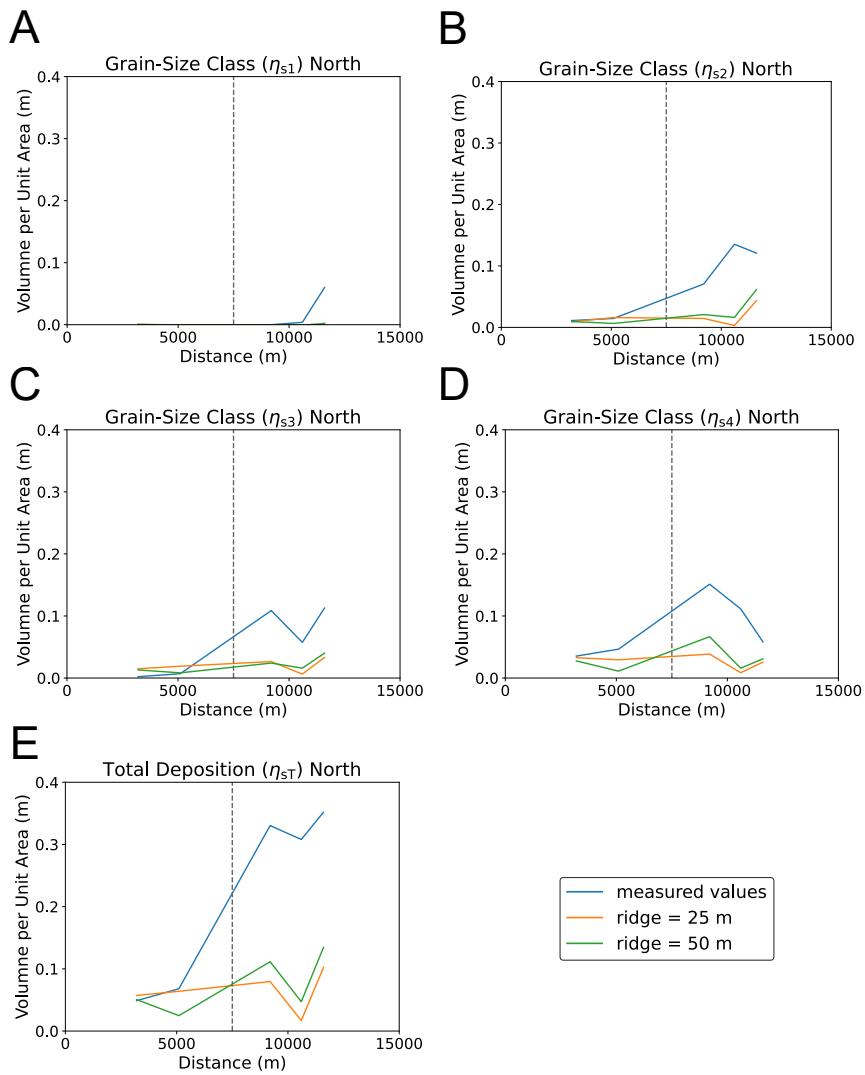 A
Grain-Size Class (ηs1) North
Volumne per Unit Area (m)
0.4
0.3
0.2
0.1
0.0
0
5000
10000
15000
Distance (m)
B
Grain-Size Class (ηs2) North
Volumne per Unit Area (m)
0.4
0.3
0.2
0.1
0.0
0
5000
10000
15000
Distance (m)
C
Grain-Size Class (ηs3) North
Volumne per Unit Area (m)
0.4
0.3
0.2
0.1
0.0
0
5000
10000
15000
Distance (m)
D
Grain-Size Class (ηs4) North
Volumne per Unit Area (m)
0.4
0.3
0.2
0.1
0.0
0
5000
10000
15000
Distance (m)
E
Total Deposition (ηsT) North
Volumne per Unit Area (m)
0.4
0.3
0.2
0.1
0.0
0
5000
10000
15000
Distance (m)
measured values
ridge = 25 m
ridge = 50 m